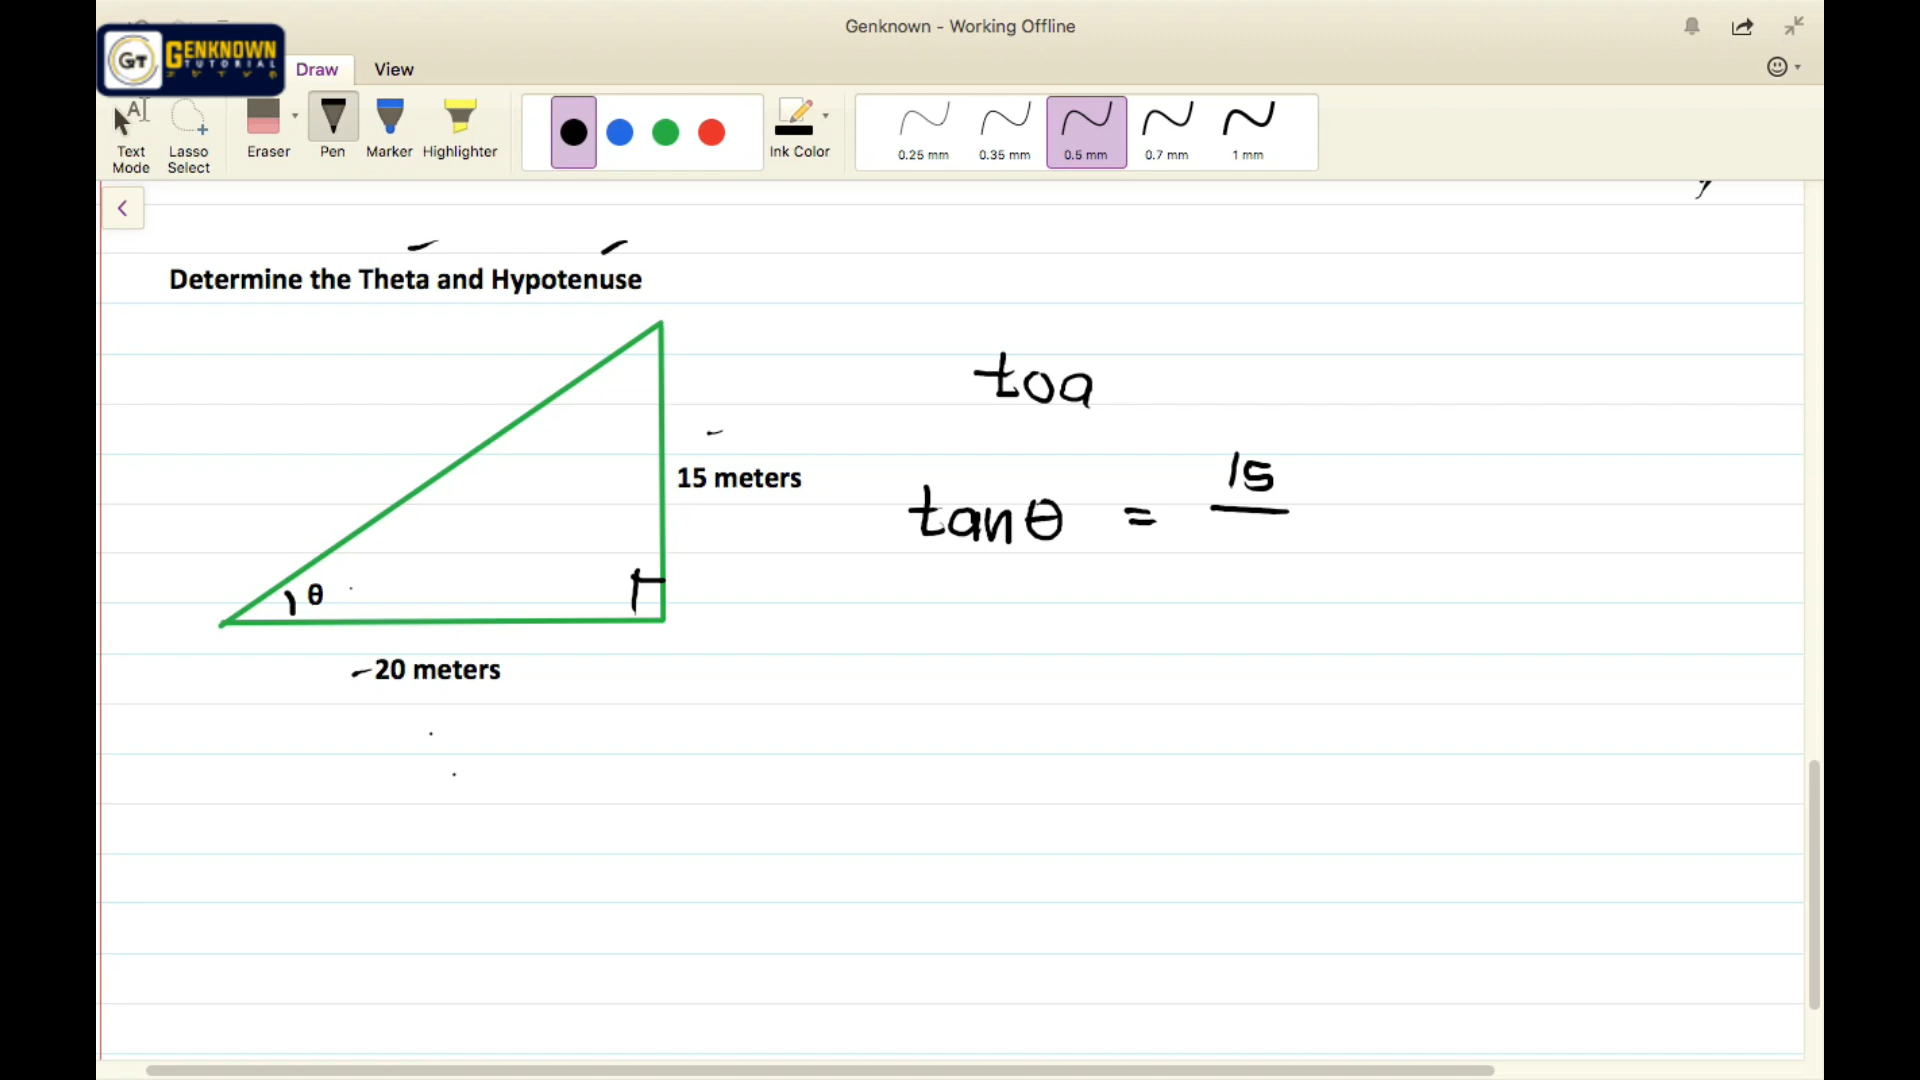 Genknown - Working Offline
GT GENKNOWN
TUTORIAL
Draw View
Text Mode
Lasso Select
Eraser
Pen
Marker
Highlighter
Ink Color
0.25 mm
0.35 mm
0.5 mm
0.7 mm
1 mm
Determine the Theta and Hypotenuse
toa
15 meters
tanθ = 15
θ
20 meters